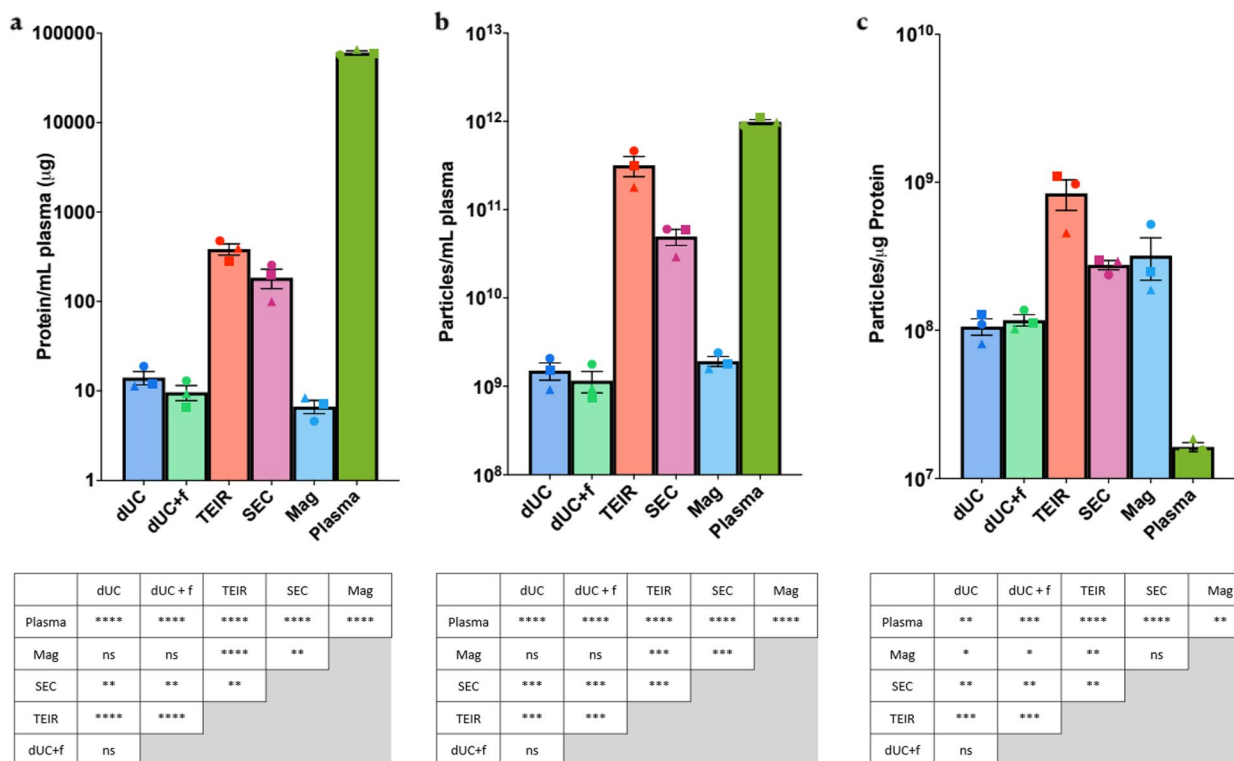 a
Protein/mL plasma (µg)
100000
10000
1000
100
10
1
dUC
dUC+f
TEIR
SEC
Mag
Plasma
b
Particles/mL plasma
10^13
10^12
10^11
10^10
10^9
10^8
dUC
dUC+f
TEIR
SEC
Mag
Plasma
c
Particles/µg Protein
10^10
10^9
10^8
10^7
dUC
dUC+f
TEIR
SEC
Mag
Plasma
dUC dUC + f TEIR SEC Mag
Plasma **** **** **** **** ****
Mag ns ns **** **
SEC ** ** **
TEIR **** ****
dUC+f ns
dUC dUC + f TEIR SEC Mag
Plasma **** **** **** **** ****
Mag ns ns *** ***
SEC *** *** ***
TEIR *** ***
dUC+f ns
dUC dUC + f TEIR SEC Mag
Plasma ** *** **** **** **
Mag * * ** ns
SEC ** ** **
TEIR *** ***
dUC+f ns